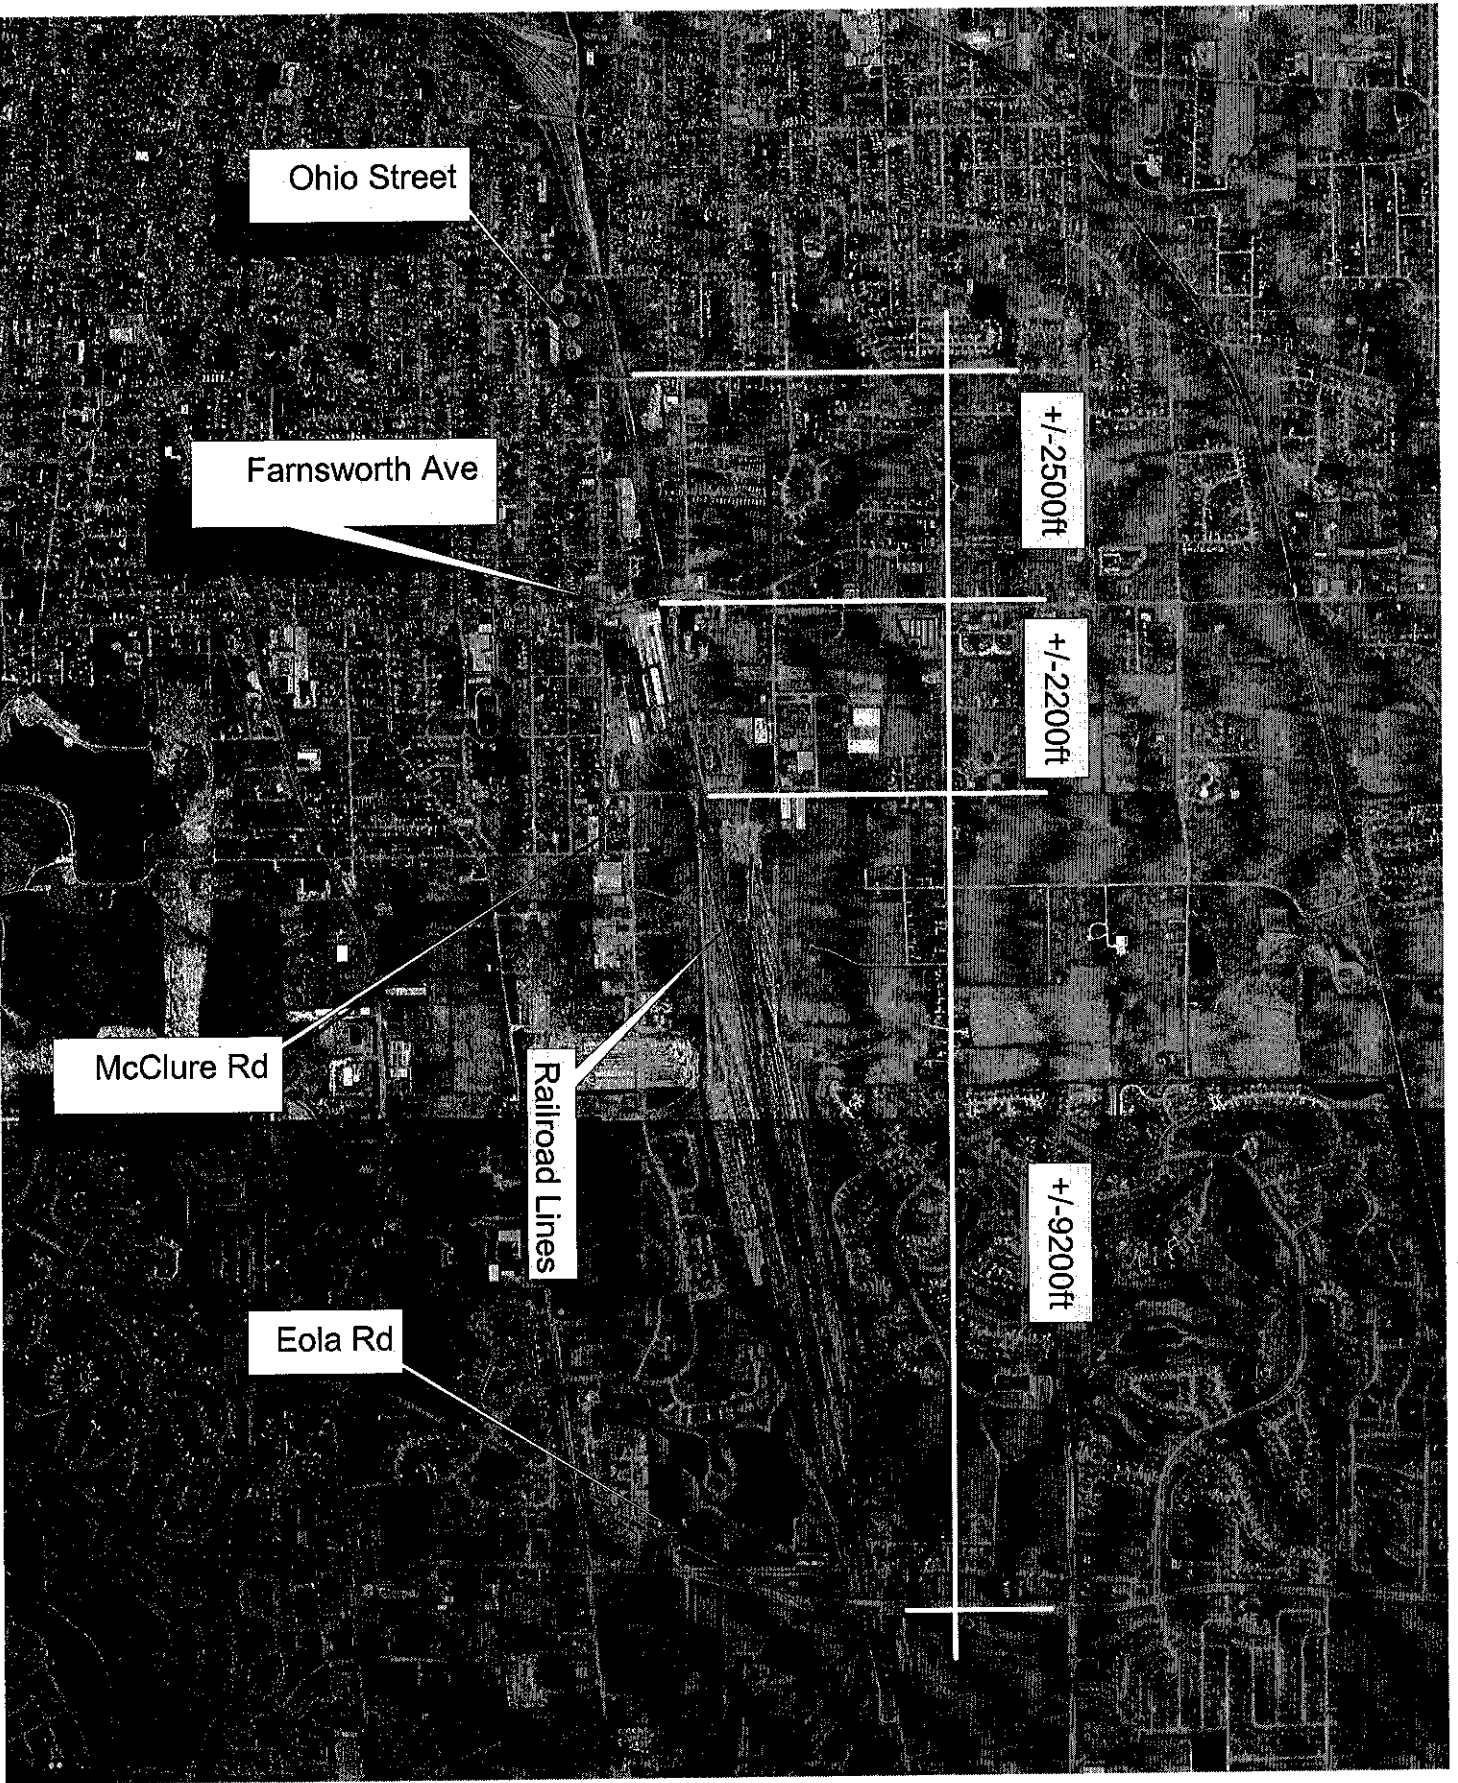 Ohio Street
+/-2500ft
Farnsworth Ave
+/-2200ft
McClure Rd
Railroad Lines
+/-9200ft
Eola Rd